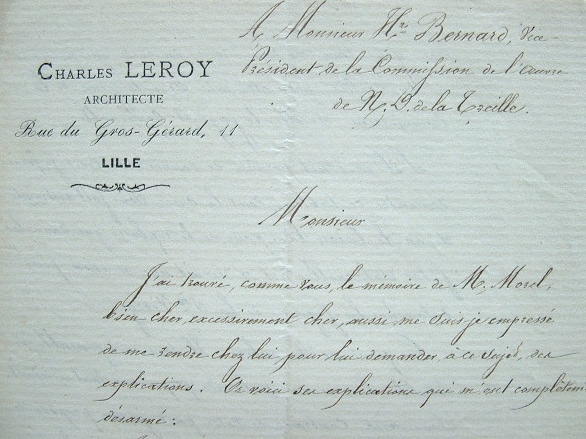 A Monsieur Hri Bernard, Vice-
Président de la Commission de l'œuvre
de N. D. de la Treille.
CHARLES LEROY
ARCHITECTE
Rue du Gros-Gérard, 11
LILLE
Monsieur
J'ai trouvé, comme vous, le mémoire de M. Morel,
bien cher, excessivement cher, aussi me suis je empressé
de me rendre chez lui pour lui demander, à ce sujet, des
explications. Or voici ses explications qui m'ont complètem
désarmé: